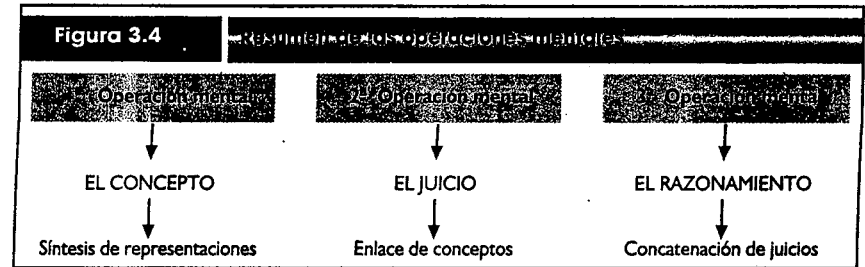 Figura 3.4
Resumen de las operaciones mentales
Operación mental
Operación mental
Operación mental
EL CONCEPTO
EL JUICIO
EL RAZONAMIENTO
Síntesis de representaciones
Enlace de conceptos
Concatenación de juicios